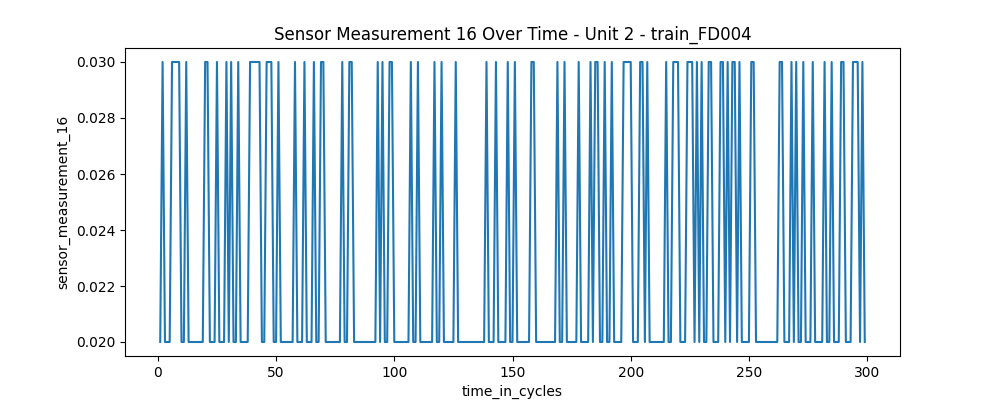 Sensor Measurement 16 Over Time - Unit 2 - train_FD004
sensor_measurement_16
0.030
0.028
0.026
0.024
0.022
0.020
0 50 100 150 200 250 300
time_in_cycles